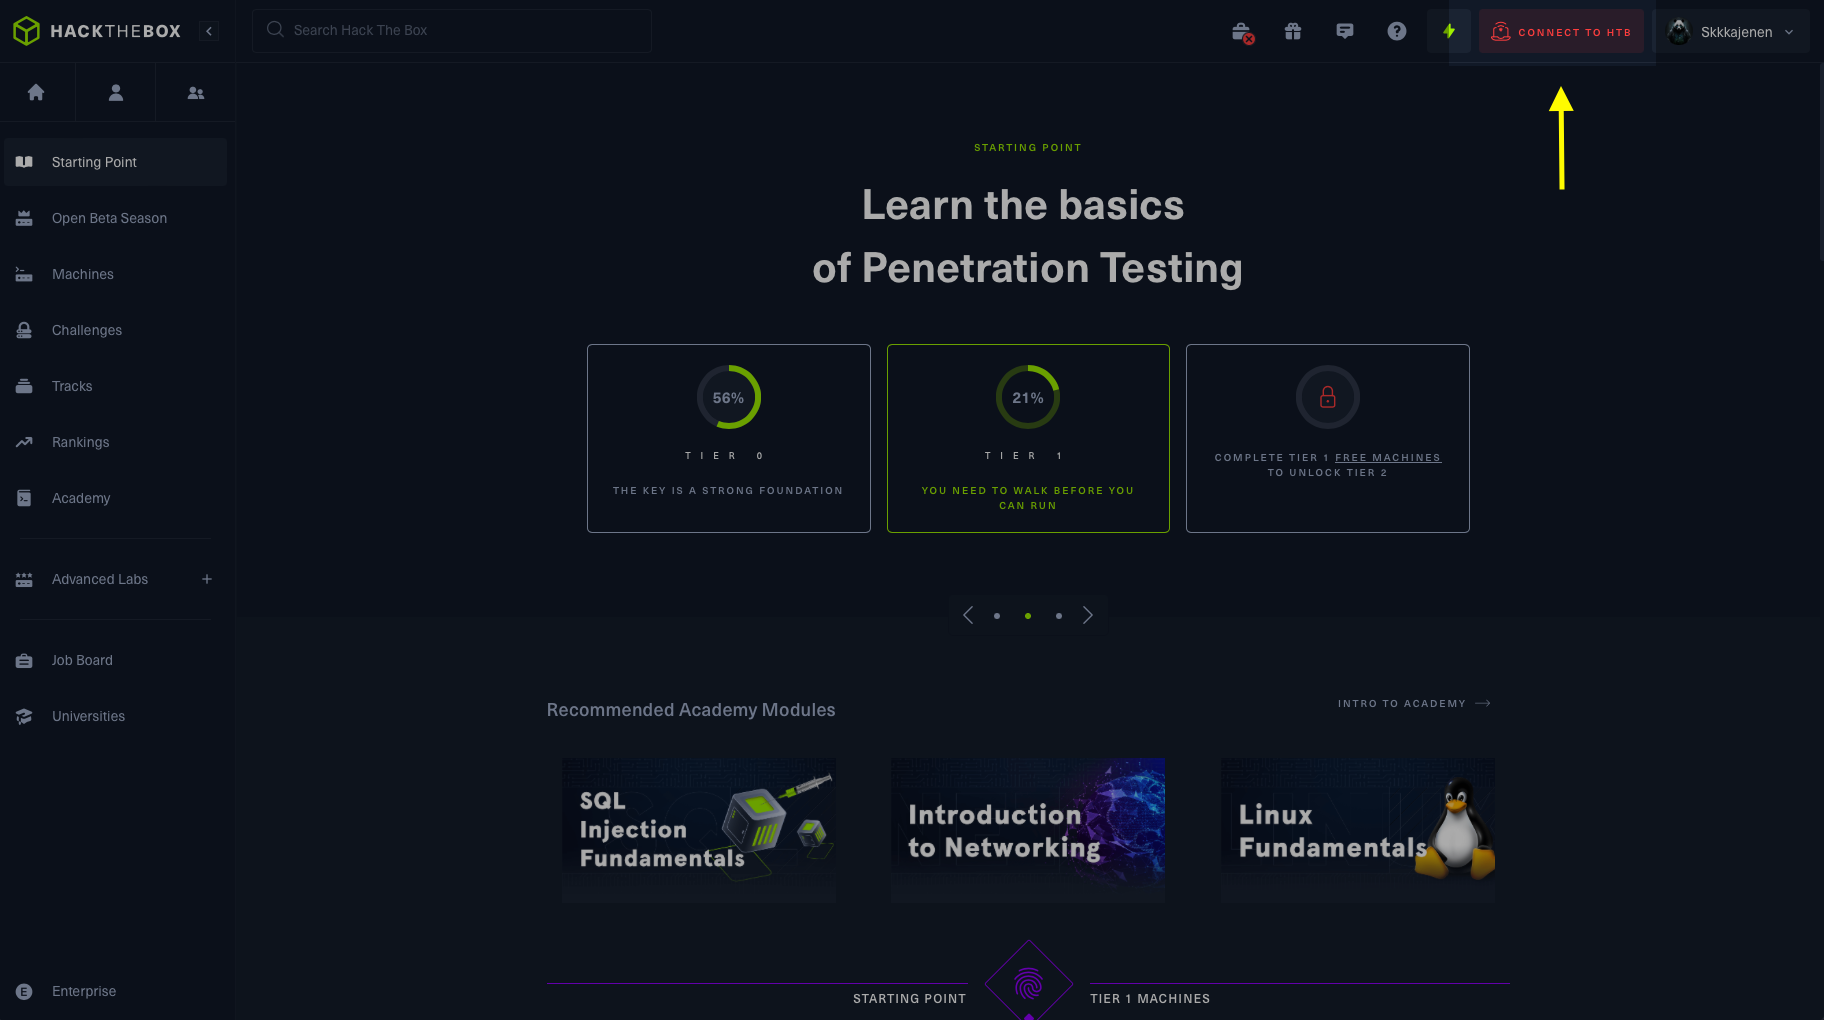 HACKTHEBOX
Search Hack The Box
CONNECT TO HTB
Skkkajenen
Starting Point
Open Beta Season
Machines
Challenges
Tracks
Rankings
Academy
Advanced Labs
Job Board
Universities
Enterprise
STARTING POINT
Learn the basics
of Penetration Testing
56%
TIER 0
THE KEY IS A STRONG FOUNDATION
21%
TIER 1
YOU NEED TO WALK BEFORE YOU
CAN RUN
COMPLETE TIER 1 FREE MACHINES
TO UNLOCK TIER 2
Recommended Academy Modules
INTRO TO ACADEMY
SQL
Injection
Fundamentals
Introduction
to Networking
Linux
Fundamentals
STARTING POINT
TIER 1 MACHINES